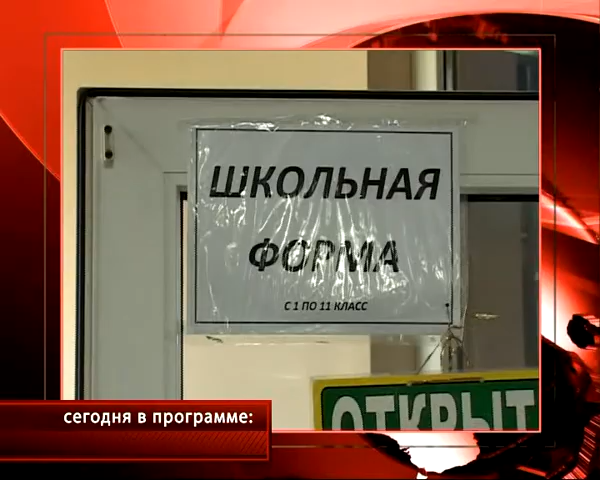 ШКОЛЬНАЯ
ФОРМА
С 1 ПО 11 КЛАСС
ОТКРЫТ
сегодня в программе: